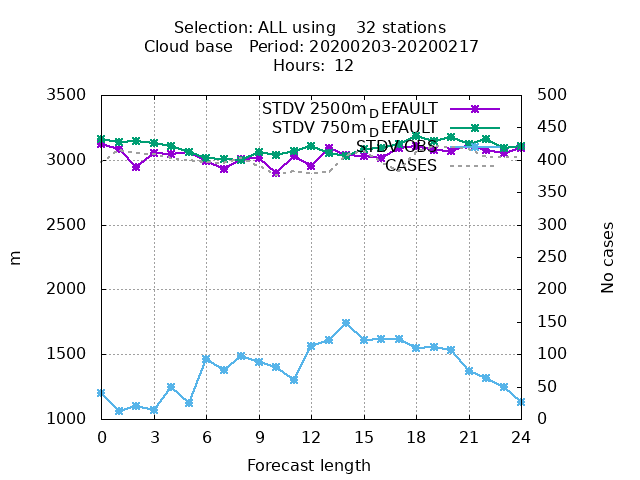 Selection: ALL using    32 stations
Cloud base   Period: 20200203-20200217
Hours:  12
3500
3000
2500
2000
1500
1000
m
STDV 2500m_DEFAULT
STDV 750m_DEFAULT
STDV OBS
CASES
500
450
400
350
300
250
200
150
100
50
0
No cases
0 3 6 9 12 15 18 21 24
Forecast length